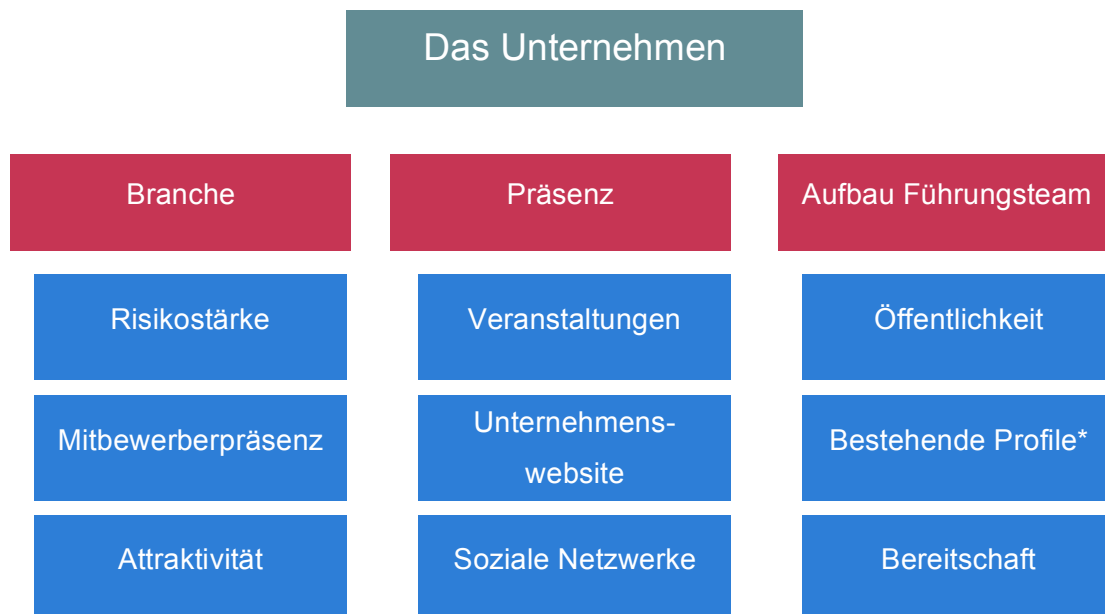 Das Unternehmen
Branche
Präsenz
Aufbau Führungsteam
Risikostärke
Veranstaltungen
Öffentlichkeit
Mitbewerberpräsenz
Unternehmens-
website
Bestehende Profile*
Attraktivität
Soziale Netzwerke
Bereitschaft